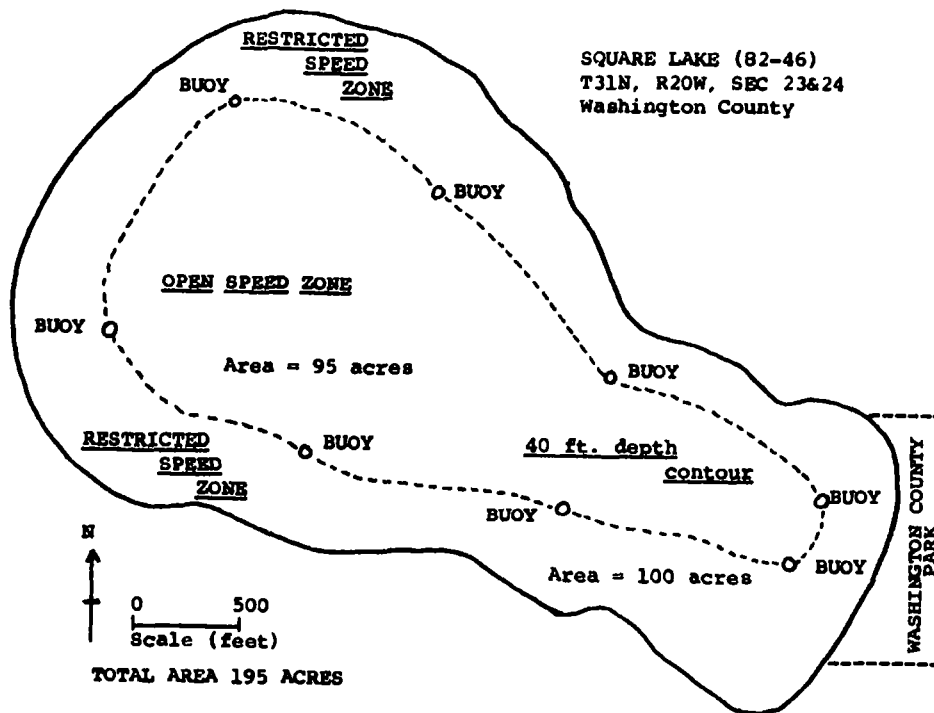 RESTRICTED
SPEED
ZONE
SQUARE LAKE (82-46)
T31N, R20W, SEC 23&24
Washington County
BUOY
BUOY
OPEN SPEED ZONE
BUOY
Area = 95 acres
BUOY
RESTRICTED
SPEED
ZONE
BUOY
40 ft. depth
contour
BUOY
BUOY
BUOY
Area = 100 acres
WASHINGTON COUNTY
PARK
N
0 500
Scale (feet)
TOTAL AREA 195 ACRES